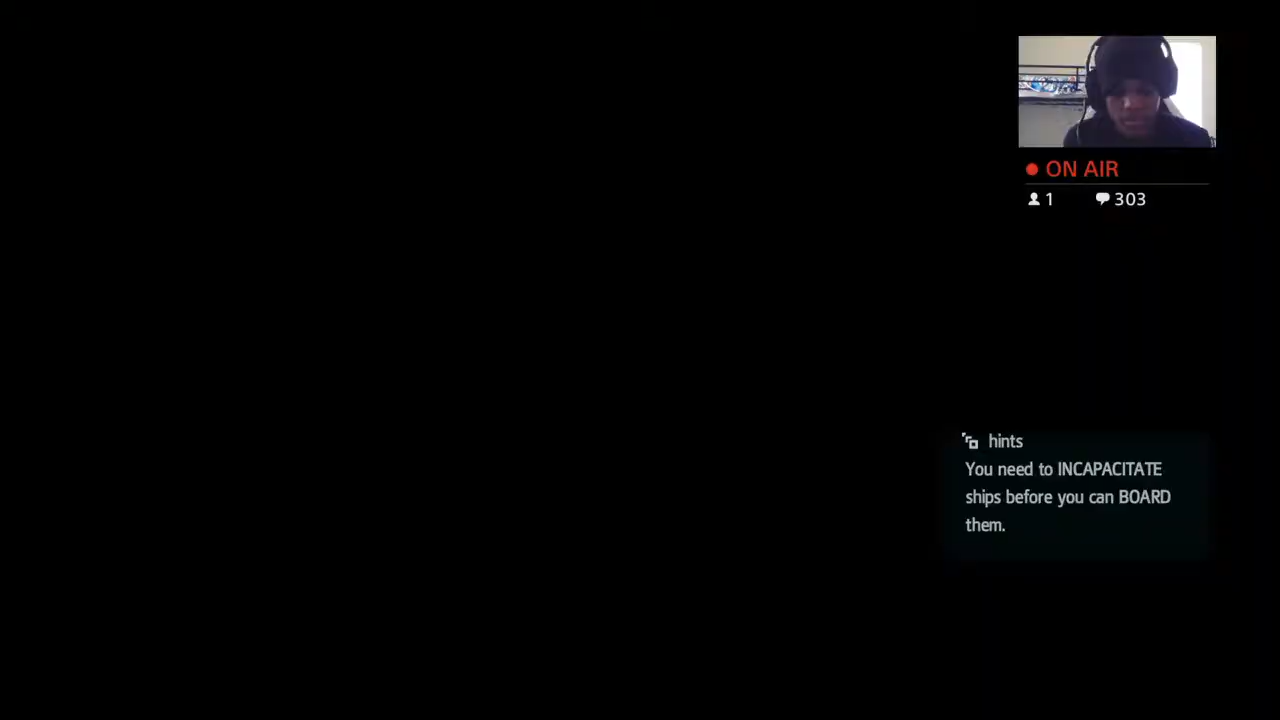 ON AIR
1 303
hints
You need to INCAPACITATE
ships before you can BOARD
them.